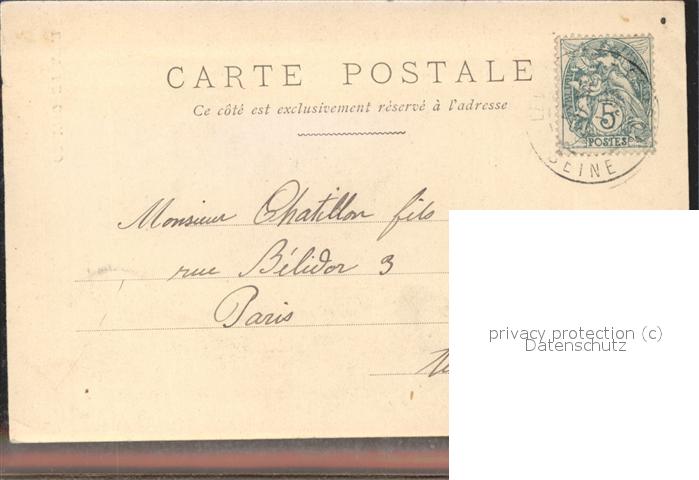 CARTE POSTALE
Ce côté est exclusivement réservé à l'adresse
5c
POSTES
SEINE
Monsieur Chatillon fils
rue Bélidor 3
Paris
privacy protection (c)
Datenschutz